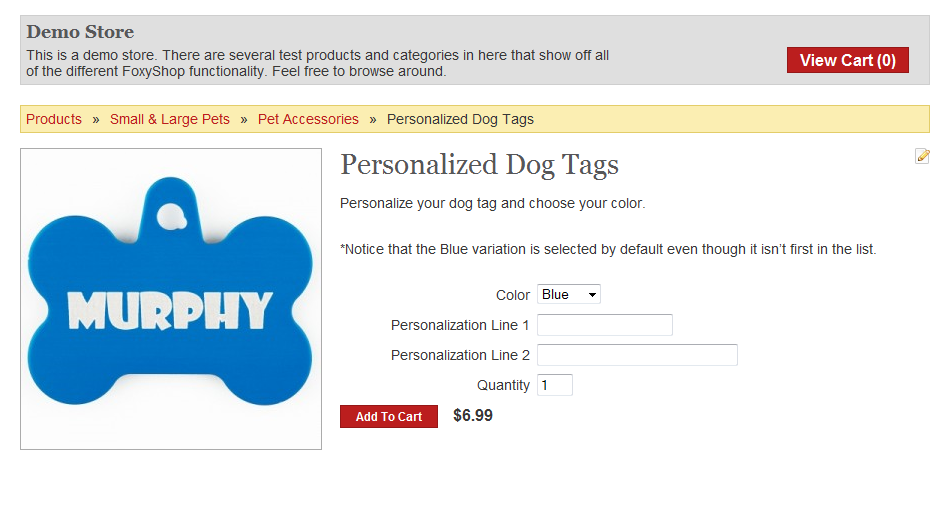 Demo Store
This is a demo store. There are several test products and categories in here that show off all
of the different FoxyShop functionality. Feel free to browse around.
View Cart (0)
Products » Small & Large Pets » Pet Accessories » Personalized Dog Tags
MURPHY
Personalized Dog Tags
Personalize your dog tag and choose your color.
*Notice that the Blue variation is selected by default even though it isn't first in the list.
Color Blue
Personalization Line 1
Personalization Line 2
Quantity 1
Add To Cart $6.99